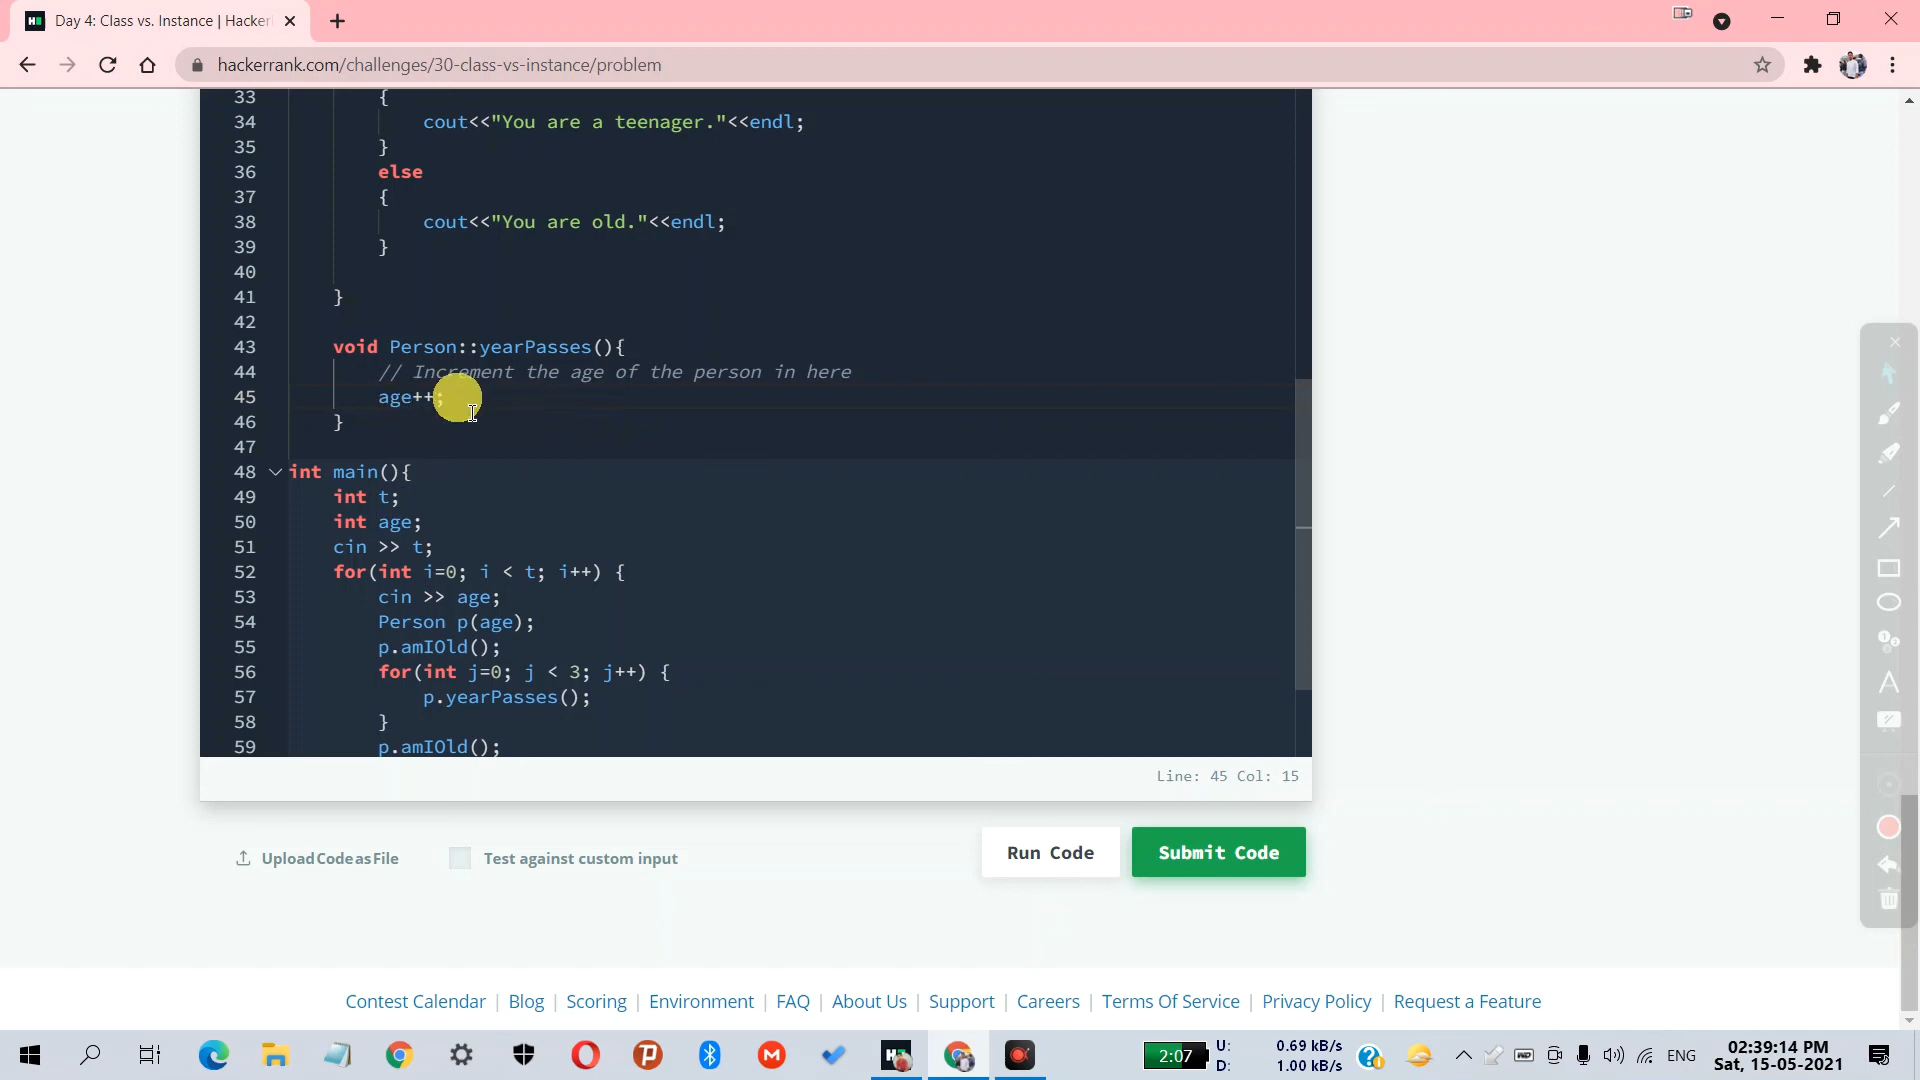 Day 4: Class vs. Instance | Hacker
hackerrank.com/challenges/30-class-vs-instance/problem
33 {
34 cout<<"You are a teenager."<<endl;
35 }
36 else
37 {
38 cout<<"You are old."<<endl;
39 }
40
41 }
42
43 void Person::yearPasses(){
44 // Increment the age of the person in here
45 age++;
46 }
47
48 int main(){
49 int t;
50 int age;
51 cin >> t;
52 for(int i=0; i < t; i++) {
53 cin >> age;
54 Person p(age);
55 p.amIOld();
56 for(int j=0; j < 3; j++) {
57 p.yearPasses();
58 }
59 p.amIOld();
Line: 45 Col: 15
Upload Code as File Test against custom input Run Code Submit Code
Contest Calendar | Blog | Scoring | Environment | FAQ | About Us | Support | Careers | Terms Of Service | Privacy Policy | Request a Feature
2:07 U: 0.69 kB/s
D: 1.00 kB/s
ENG
02:39:14 PM
Sat, 15-05-2021